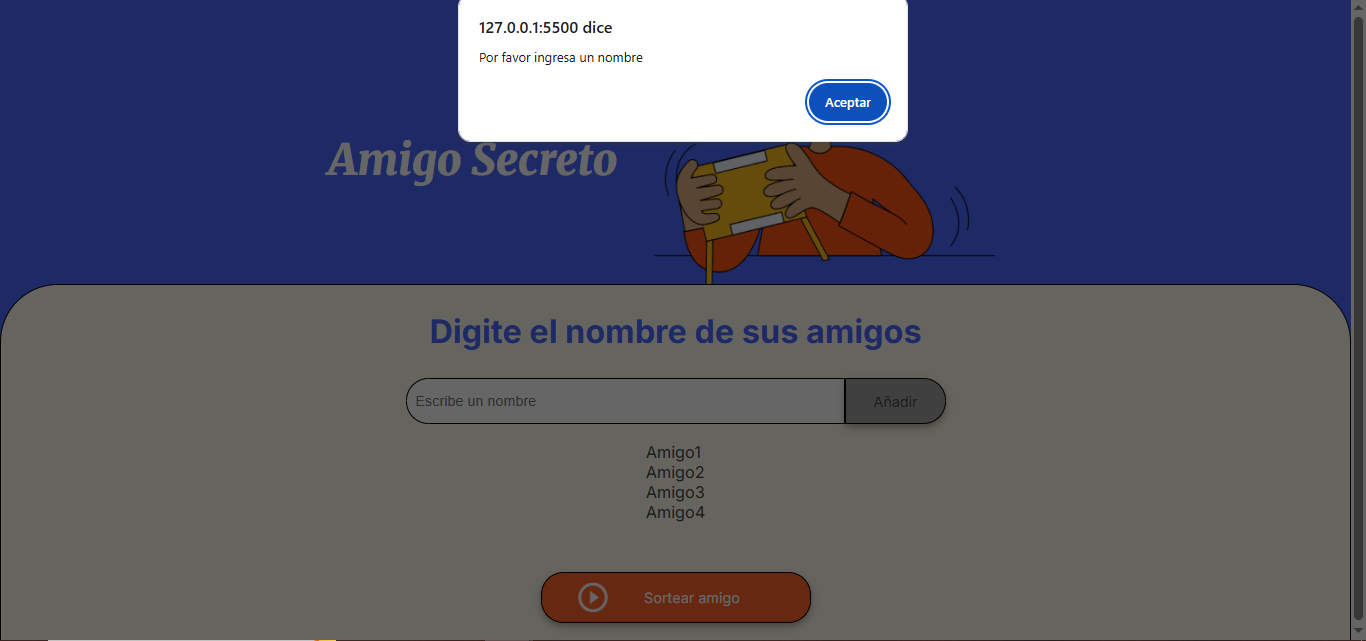 127.0.0.1:5500 dice
Por favor ingresa un nombre
Aceptar
Amigo Secreto
Digite el nombre de sus amigos
Escribe un nombre
Añadir
Amigo1
Amigo2
Amigo3
Amigo4
Sortear amigo